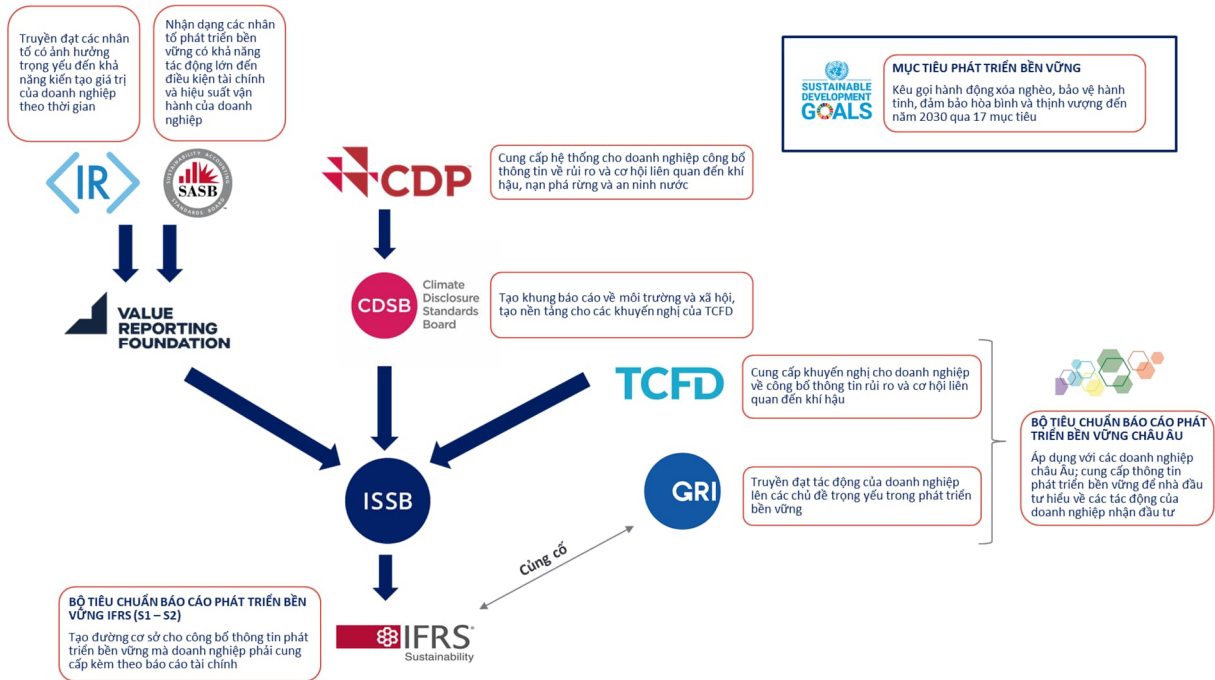 Truyền đạt các nhân
tố có ảnh hưởng
trọng yếu đến khả
năng kiến tạo giá trị
của doanh nghiệp
theo thời gian
Nhận dạng các nhân
tố phát triển bền
vững có khả năng
tác động lớn đến
điều kiện tài chính
và hiệu suất vận
hành của doanh
nghiệp
SUSTAINABLE
DEVELOPMENT
GOALS
MỤC TIÊU PHÁT TRIỂN BỀN VỮNG
Kêu gọi hành động xóa nghèo, bảo vệ hành
tinh, đảm bảo hòa bình và thịnh vượng đến
năm 2030 qua 17 mục tiêu
<IR>
SUSTAINABILITY ACCOUNTING
SASB
STANDARDS BOARD
CDP
Cung cấp hệ thống cho doanh nghiệp công bố
thông tin về rủi ro và cơ hội liên quan đến khí
hậu, nạn phá rừng và an ninh nước
VALUE
REPORTING
FOUNDATION
CDSB
Climate
Disclosure
Standards
Board
Tạo khung báo cáo về môi trường và xã hội,
tạo nền tảng cho các khuyến nghị của TCFD
TCFD
Cung cấp khuyến nghị cho doanh nghiệp
về công bố thông tin rủi ro và cơ hội liên
quan đến khí hậu
BỘ TIÊU CHUẨN BÁO CÁO PHÁT
TRIỂN BỀN VỮNG CHÂU ÂU
Áp dụng với các doanh nghiệp
châu Âu; cung cấp thông tin
phát triển bền vững để nhà đầu
tư hiểu về các tác động của
doanh nghiệp nhận đầu tư
ISSB
GRI
Truyền đạt tác động của doanh nghiệp
lên các chủ đề trọng yếu trong phát triển
bền vững
Củng cố
BỘ TIÊU CHUẨN BÁO CÁO PHÁT TRIỂN BỀN
VỮNG IFRS (S1 – S2)
Tạo đường cơ sở cho công bố thông tin phát
triển bền vững mà doanh nghiệp phải cung
cấp kèm theo báo cáo tài chính
IFRS
Sustainability